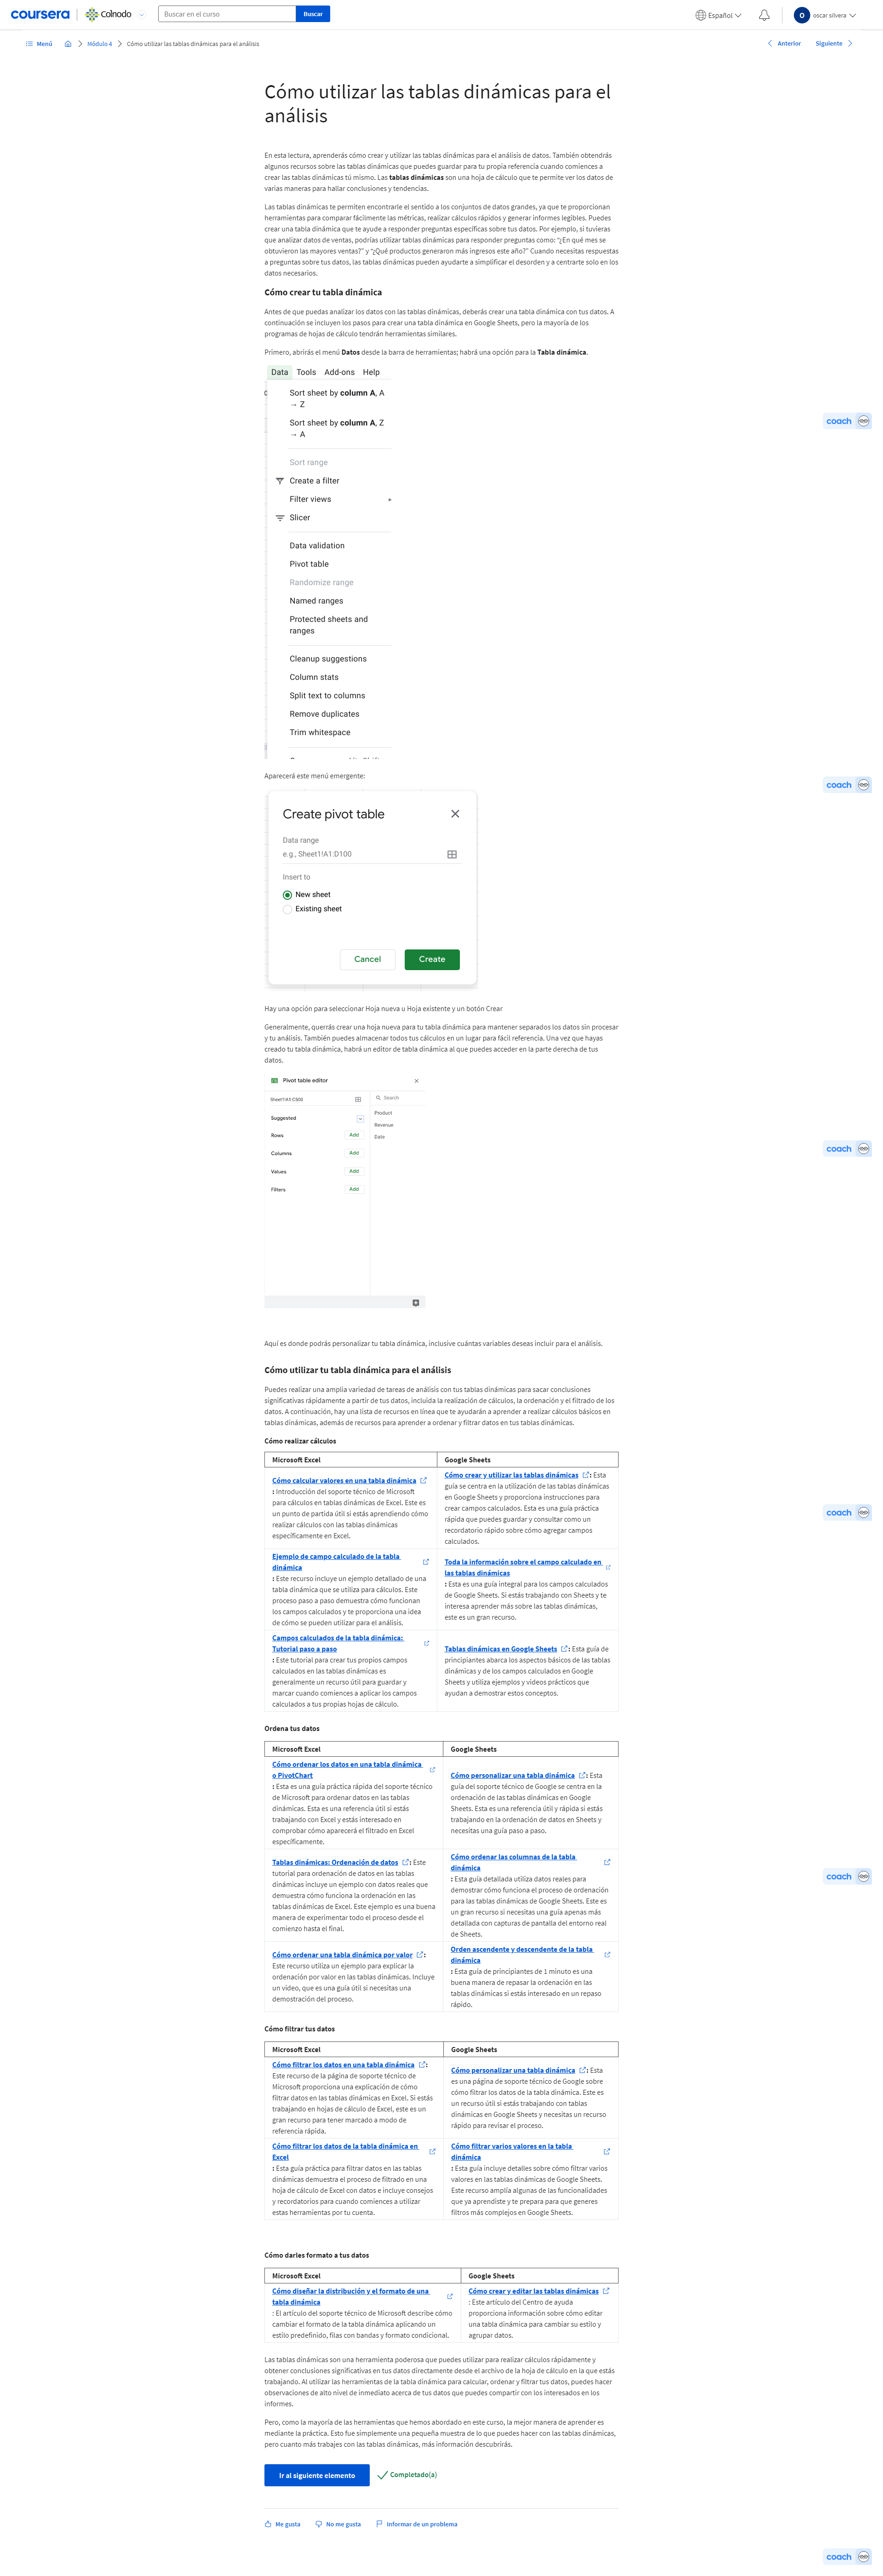 coursera
Colnodo
Buscar en el curso
Buscar
Español
O
oscar silvera
Menú
Módulo 4
Cómo utilizar las tablas dinámicas para el análisis
Anterior
Siguiente
Cómo utilizar las tablas dinámicas para el
análisis
En esta lectura, aprenderás cómo crear y utilizar las tablas dinámicas para el análisis de datos. También obtendrás
algunos recursos sobre las tablas dinámicas que puedes guardar para tu propia referencia cuando comiences a
crear las tablas dinámicas tú mismo. Las tablas dinámicas son una hoja de cálculo que te permite ver los datos de
varias maneras para hallar conclusiones y tendencias.
Las tablas dinámicas te permiten encontrarle el sentido a los conjuntos de datos grandes, ya que te proporcionan
herramientas para comparar fácilmente las métricas, realizar cálculos rápidos y generar informes legibles. Puedes
crear una tabla dinámica que te ayude a responder preguntas específicas sobre tus datos. Por ejemplo, si tuvieras
que analizar datos de ventas, podrías utilizar tablas dinámicas para responder preguntas como: “¿En qué mes se
obtuvieron las mayores ventas?” y “¿Qué productos generaron más ingresos este año?” Cuando necesitas respuestas
a preguntas sobre tus datos, las tablas dinámicas pueden ayudarte a simplificar el desorden y a centrarte solo en los
datos necesarios.
Cómo crear tu tabla dinámica
Antes de que puedas analizar los datos con las tablas dinámicas, deberás crear una tabla dinámica con tus datos. A
continuación se incluyen los pasos para crear una tabla dinámica en Google Sheets, pero la mayoría de los
programas de hojas de cálculo tendrán herramientas similares.
Primero, abrirás el menú Datos desde la barra de herramientas; habrá una opción para la Tabla dinámica.
Data Tools Add-ons Help
Sort sheet by column A, A
→ Z
Sort sheet by column A, Z
→ A
Sort range
Create a filter
Filter views
Slicer
Data validation
Pivot table
Randomize range
Named ranges
Protected sheets and
ranges
Cleanup suggestions
Column stats
Split text to columns
Remove duplicates
Trim whitespace
coach
Aparecerá este menú emergente:
coach
Create pivot table
Data range
e.g., Sheet1!A1:D100
Insert to
New sheet
Existing sheet
Cancel
Create
Hay una opción para seleccionar Hoja nueva u Hoja existente y un botón Crear
Generalmente, querrás crear una hoja nueva para tu tabla dinámica para mantener separados los datos sin procesar
y tu análisis. También puedes almacenar todos tus cálculos en un lugar para fácil referencia. Una vez que hayas
creado tu tabla dinámica, habrá un editor de tabla dinámica al que puedes acceder en la parte derecha de tus
datos.
Pivot table editor
Sheet1!A1:C500
Search
Suggested
Product
Revenue
Date
Rows
Add
Columns
Add
Values
Add
Filters
Add
coach
Aquí es donde podrás personalizar tu tabla dinámica, inclusive cuántas variables deseas incluir para el análisis.
Cómo utilizar tu tabla dinámica para el análisis
Puedes realizar una amplia variedad de tareas de análisis con tus tablas dinámicas para sacar conclusiones
significativas rápidamente a partir de tus datos, incluida la realización de cálculos, la ordenación y el filtrado de los
datos. A continuación, hay una lista de recursos en línea que te ayudarán a aprender a realizar cálculos básicos en
tablas dinámicas, además de recursos para aprender a ordenar y filtrar datos en tus tablas dinámicas.
Cómo realizar cálculos
Microsoft Excel
Google Sheets
Cómo calcular valores en una tabla dinámica
: Introducción del soporte técnico de Microsoft
para cálculos en tablas dinámicas de Excel. Este es
un punto de partida útil si estás aprendiendo cómo
realizar cálculos con las tablas dinámicas
específicamente en Excel.
Cómo crear y utilizar las tablas dinámicas : Esta
guía se centra en la utilización de las tablas dinámicas
en Google Sheets y proporciona instrucciones para
crear campos calculados. Esta es una guía práctica
rápida que puedes guardar y consultar como un
recordatorio rápido sobre cómo agregar campos
calculados.
coach
Ejemplo de campo calculado de la tabla
dinámica
: Este recurso incluye un ejemplo detallado de una
tabla dinámica que se utiliza para cálculos. Este
proceso paso a paso demuestra cómo funcionan
los campos calculados y te proporciona una idea
de cómo se pueden utilizar para el análisis.
Toda la información sobre el campo calculado en
las tablas dinámicas
: Esta es una guía integral para los campos calculados
de Google Sheets. Si estás trabajando con Sheets y te
interesa aprender más sobre las tablas dinámicas,
este es un gran recurso.
Campos calculados de la tabla dinámica:
Tutorial paso a paso
: Este tutorial para crear tus propios campos
calculados en las tablas dinámicas es
generalmente un recurso útil para guardar y
marcar cuando comiences a aplicar los campos
calculados a tus propias hojas de cálculo.
Tablas dinámicas en Google Sheets : Esta guía de
principiantes abarca los aspectos básicos de las tablas
dinámicas y de los campos calculados en Google
Sheets y utiliza ejemplos y videos prácticos que
ayudan a demostrar estos conceptos.
Ordena tus datos
Microsoft Excel
Google Sheets
Cómo ordenar los datos en una tabla dinámica
o PivotChart
: Esta es una guía práctica rápida del soporte técnico
de Microsoft para ordenar datos en las tablas
dinámicas. Esta es una referencia útil si estás
trabajando con Excel y estás interesado en
comprobar cómo aparecerá el filtrado en Excel
específicamente.
Cómo personalizar una tabla dinámica : Esta
guía del soporte técnico de Google se centra en la
ordenación de las tablas dinámicas en Google
Sheets. Esta es una referencia útil y rápida si estás
trabajando en la ordenación de datos en Sheets y
necesitas una guía paso a paso.
Tablas dinámicas: Ordenación de datos : Este
tutorial para ordenación de datos en las tablas
dinámicas incluye un ejemplo con datos reales que
demuestra cómo funciona la ordenación en las
tablas dinámicas de Excel. Este ejemplo es una buena
manera de experimentar todo el proceso desde el
comienzo hasta el final.
Cómo ordenar las columnas de la tabla
dinámica
: Esta guía detallada utiliza datos reales para
demostrar cómo funciona el proceso de ordenación
para las tablas dinámicas de Google Sheets. Este es
un gran recurso si necesitas una guía apenas más
detallada con capturas de pantalla del entorno real
de Sheets.
coach
Cómo ordenar una tabla dinámica por valor :
Este recurso utiliza un ejemplo para explicar la
ordenación por valor en las tablas dinámicas. Incluye
un video, que es una guía útil si necesitas una
demostración del proceso.
Orden ascendente y descendente de la tabla
dinámica
: Esta guía de principiantes de 1 minuto es una
buena manera de repasar la ordenación en las
tablas dinámicas si estás interesado en un repaso
rápido.
Cómo filtrar tus datos
Microsoft Excel
Google Sheets
Cómo filtrar los datos en una tabla dinámica :
Este recurso de la página de soporte técnico de
Microsoft proporciona una explicación de cómo
filtrar datos en las tablas dinámicas en Excel. Si estás
trabajando en hojas de cálculo de Excel, este es un
gran recurso para tener marcado a modo de
referencia rápida.
Cómo personalizar una tabla dinámica : Esta
es una página de soporte técnico de Google sobre
cómo filtrar los datos de la tabla dinámica. Este es
un recurso útil si estás trabajando con tablas
dinámicas en Google Sheets y necesitas un recurso
rápido para revisar el proceso.
Cómo filtrar los datos de la tabla dinámica en
Excel
: Esta guía práctica para filtrar datos en las tablas
dinámicas demuestra el proceso de filtrado en una
hoja de cálculo de Excel con datos e incluye consejos
y recordatorios para cuando comiences a utilizar
estas herramientas por tu cuenta.
Cómo filtrar varios valores en la tabla
dinámica
: Esta guía incluye detalles sobre cómo filtrar varios
valores en las tablas dinámicas de Google Sheets.
Este recurso amplía algunas de las funcionalidades
que ya aprendiste y te prepara para que generes
filtros más complejos en Google Sheets.
Cómo darles formato a tus datos
Microsoft Excel
Google Sheets
Cómo diseñar la distribución y el formato de una
tabla dinámica
: El artículo del soporte técnico de Microsoft describe cómo
cambiar el formato de la tabla dinámica aplicando un
estilo predefinido, filas con bandas y formato condicional.
Cómo crear y editar las tablas dinámicas
: Este artículo del Centro de ayuda
proporciona información sobre cómo editar
una tabla dinámica para cambiar su estilo y
agrupar datos.
Las tablas dinámicas son una herramienta poderosa que puedes utilizar para realizar cálculos rápidamente y
obtener conclusiones significativas en tus datos directamente desde el archivo de la hoja de cálculo en la que estás
trabajando. Al utilizar las herramientas de la tabla dinámica para calcular, ordenar y filtrar tus datos, puedes hacer
observaciones de alto nivel de inmediato acerca de tus datos que puedes compartir con los interesados en los
informes.
Pero, como la mayoría de las herramientas que hemos abordado en este curso, la mejor manera de aprender es
mediante la práctica. Esto fue simplemente una pequeña muestra de lo que puedes hacer con las tablas dinámicas,
pero cuanto más trabajes con las tablas dinámicas, más información descubrirás.
Ir al siguiente elemento
Completado(a)
Me gusta
No me gusta
Informar de un problema
coach